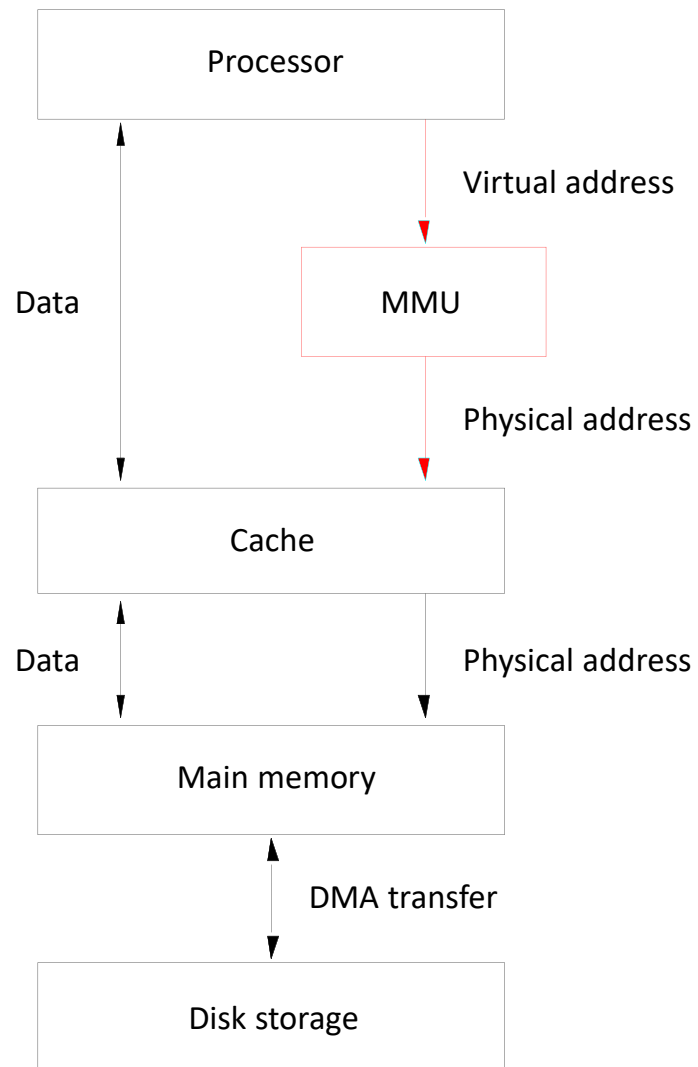 Processor
Virtual address
Data
MMU
Physical address
Cache
Data
Physical address
Main memory
DMA transfer
Disk storage